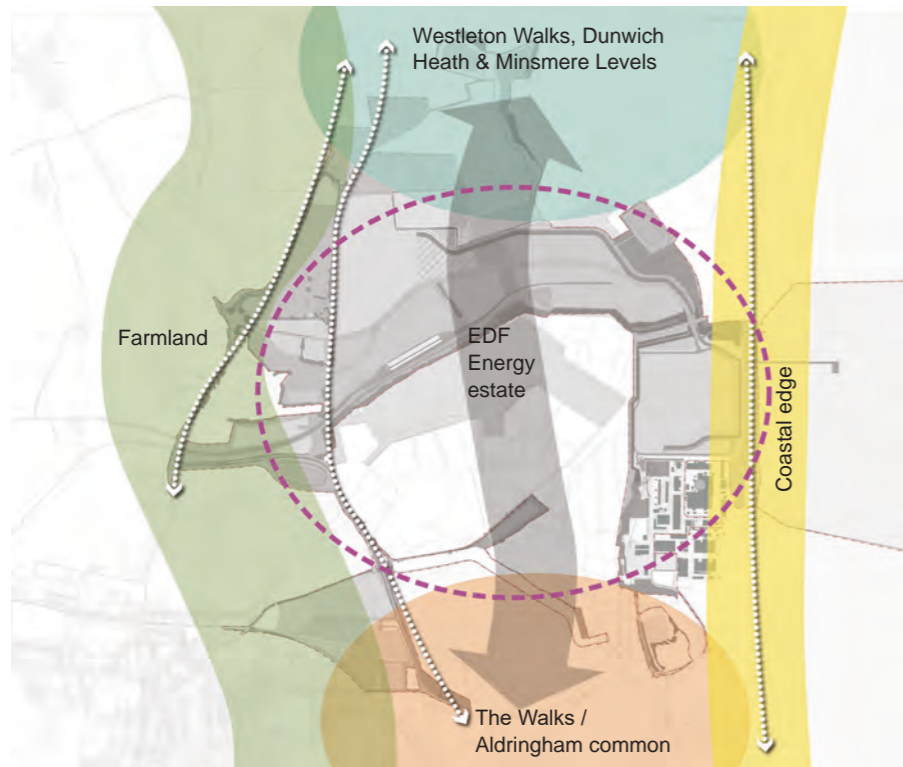 Westleton Walks, Dunwich
Heath & Minsmere Levels
Farmland
EDF
Energy
estate
Coastal edge
The Walks /
Aldringham common